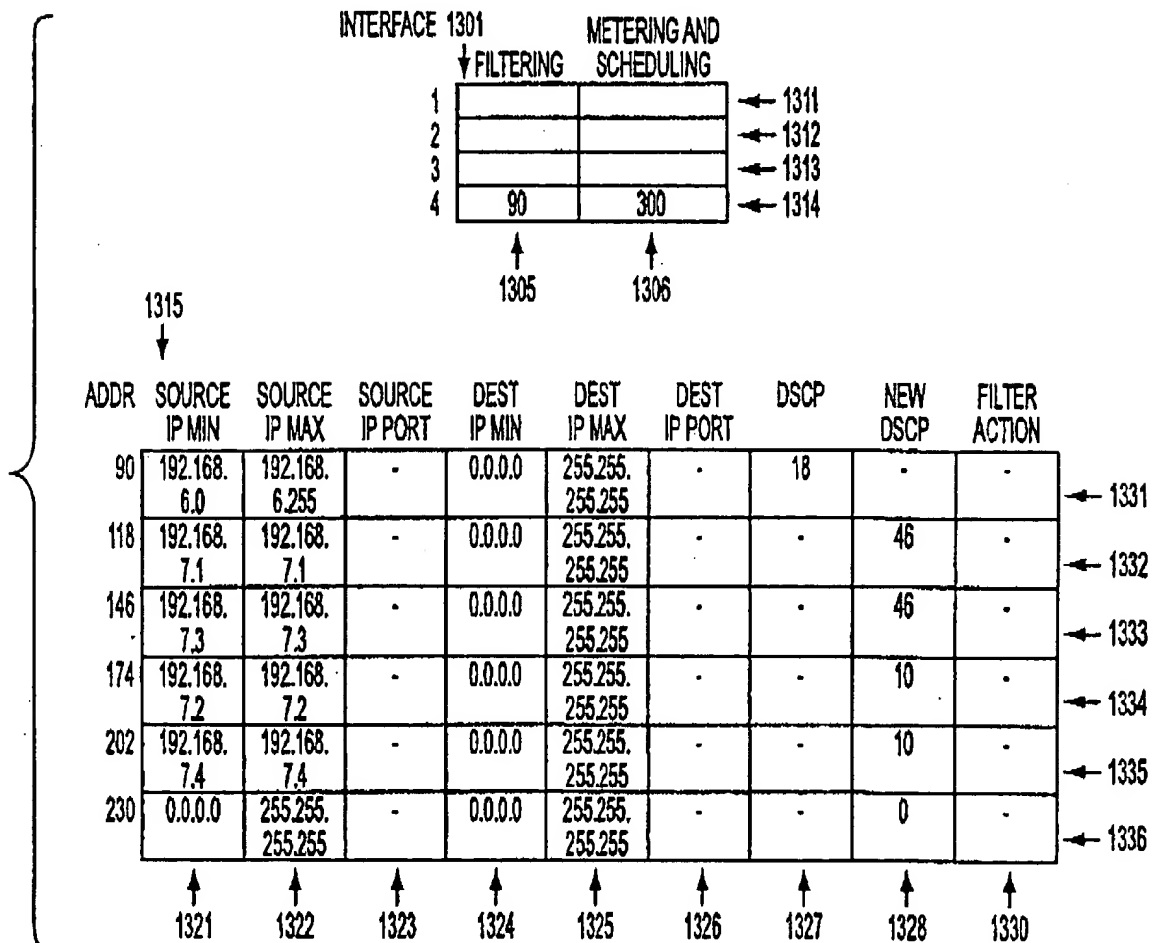 INTERFACE 1301
FILTERING METERING AND SCHEDULING
1 1311
2 1312
3 1313
4 90 300 1314
1305 1306
1315
ADDR SOURCE IP MIN SOURCE IP MAX SOURCE IP PORT DEST IP MIN DEST IP MAX DEST IP PORT DSCP NEW DSCP FILTER ACTION
90 192.168.6.0 192.168.6.255 - 0.0.0.0 255.255.255.255 - 18 - - 1331
118 192.168.7.1 192.168.7.1 - 0.0.0.0 255.255.255.255 - - 46 - 1332
146 192.168.7.3 192.168.7.3 - 0.0.0.0 255.255.255.255 - - 46 - 1333
174 192.168.7.2 192.168.7.2 - 0.0.0.0 255.255.255.255 - - 10 - 1334
202 192.168.7.4 192.168.7.4 - 0.0.0.0 255.255.255.255 - - 10 - 1335
230 0.0.0.0 255.255.255.255 - 0.0.0.0 255.255.255.255 - - 0 - 1336
1321 1322 1323 1324 1325 1326 1327 1328 1330